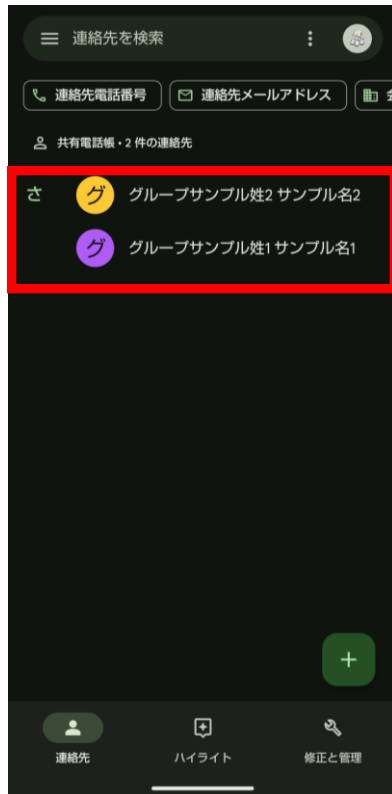 連絡先を検索
連絡先電話番号 連絡先メールアドレス
共有電話帳・2 件の連絡先
さ グ グループサンプル姓2 サンプル名2
グ グループサンプル姓1 サンプル名1
連絡先 ハイライト 修正と管理